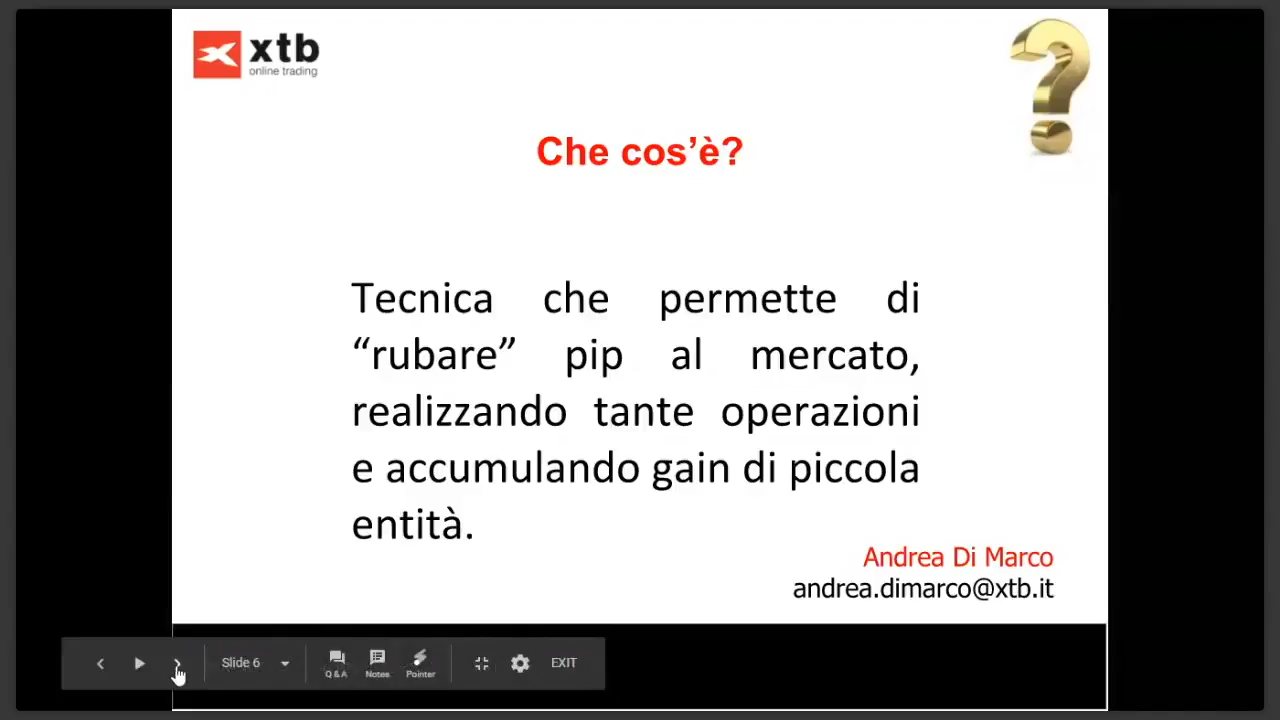 xtb
online trading
Che cos’è?
Tecnica che permette di
“rubare” pip al mercato,
realizzando tante operazioni
e accumulando gain di piccola
entità.
Andrea Di Marco
andrea.dimarco@xtb.it
Slide 6
Q & A
Notes
Pointer
EXIT